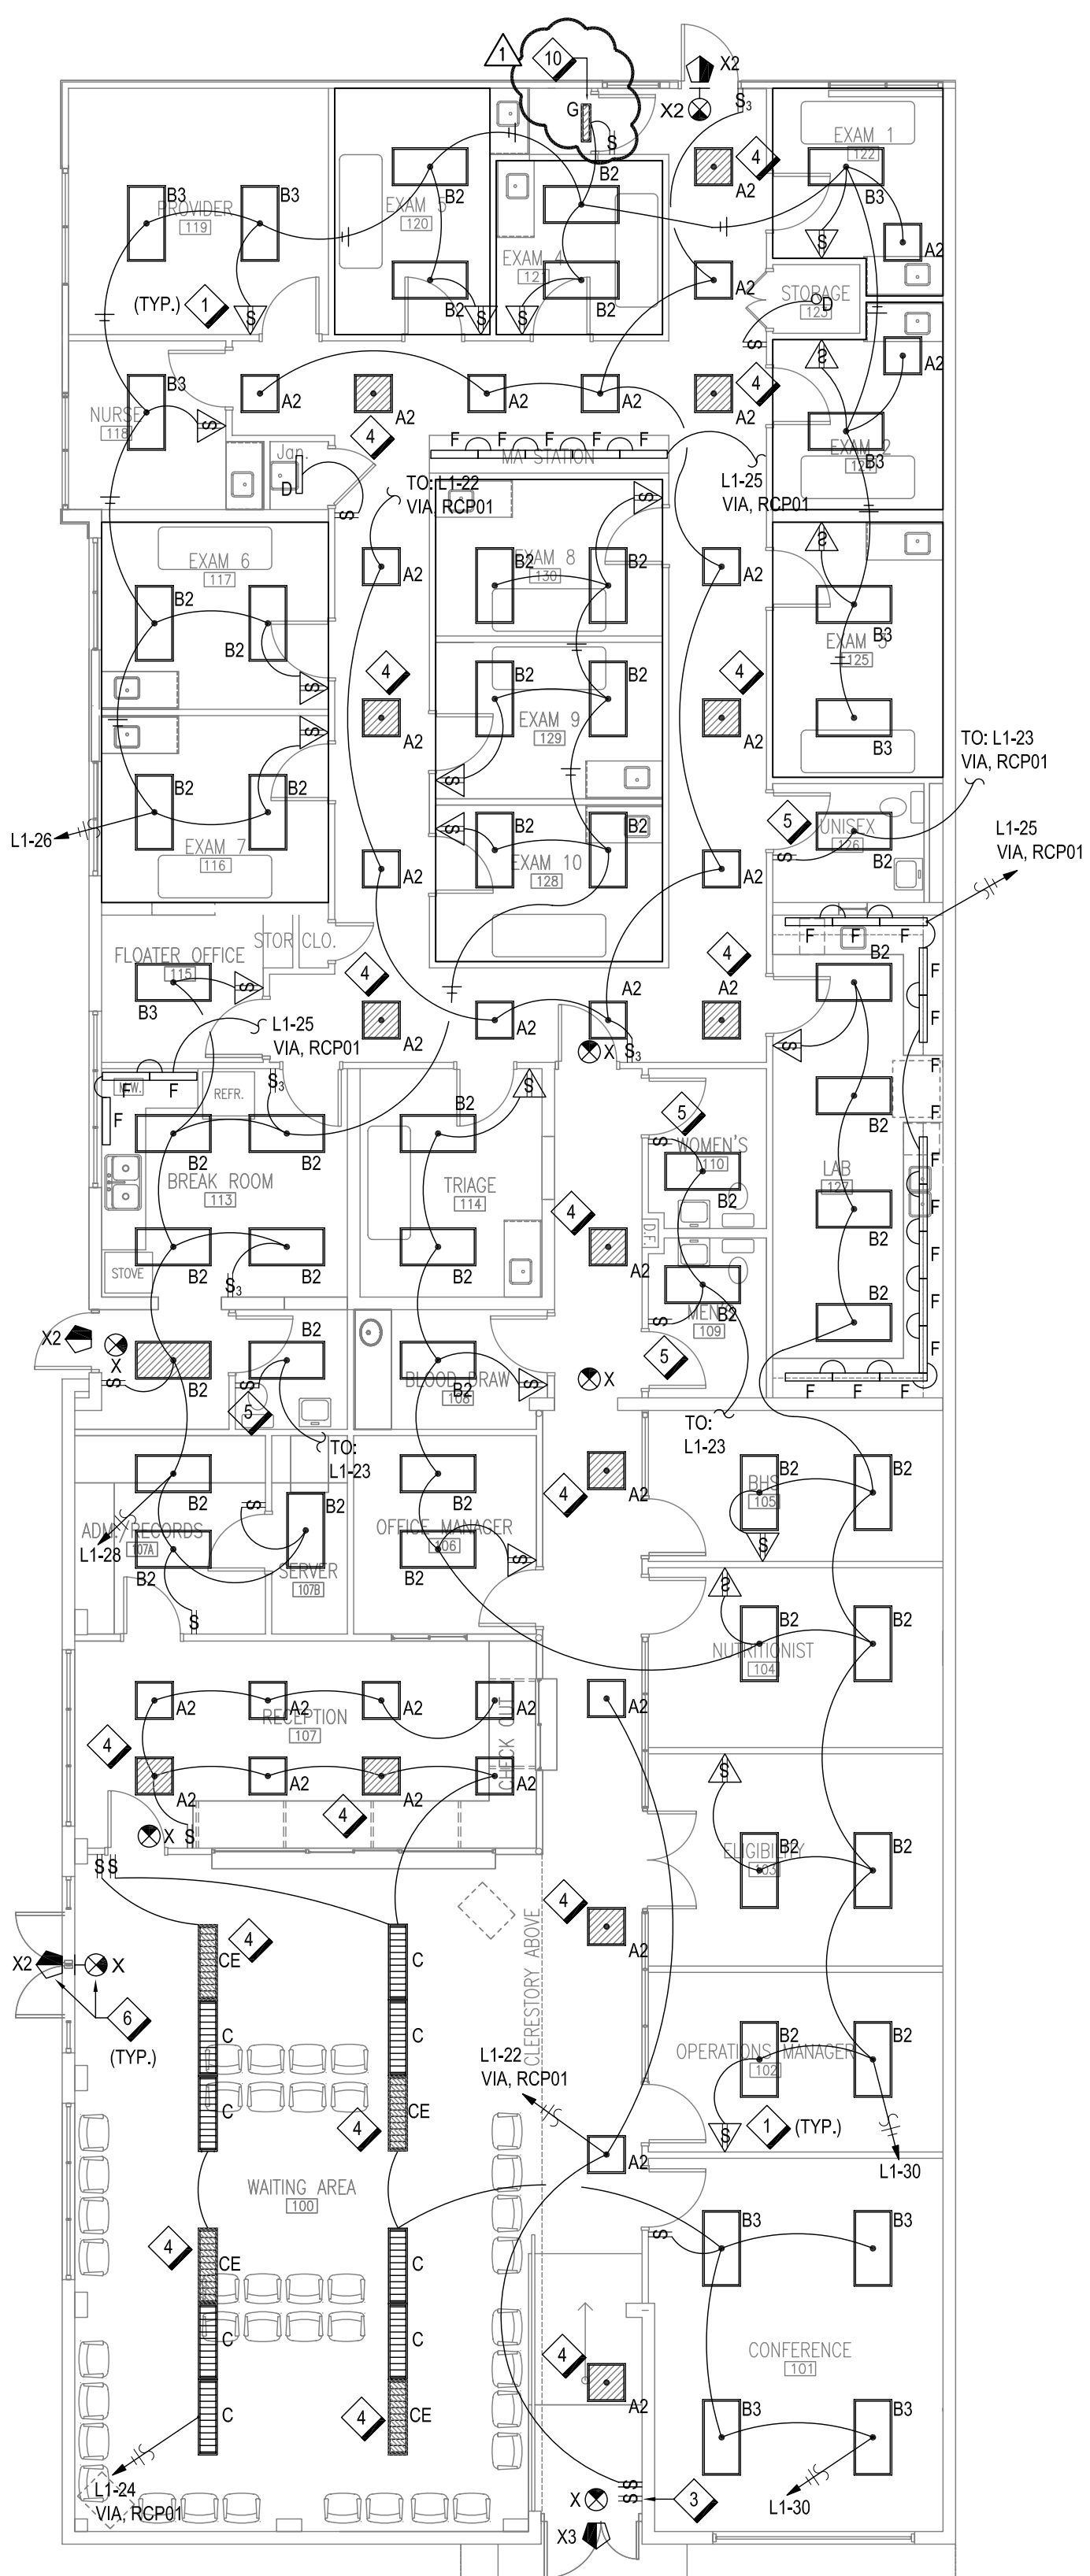 1
10
X2
X2
S3
G
S
B2
4
A2
EXAM 1
122
B3
S
A2
B3
PROVIDER
119
B3
EXAM 5
120
B2
B2
EXAM 4
121
B2
A2
STORAGE
123
D
S
(TYP.)
1
S
S
S
S
A2
NURSE
118
B3
S
A2
A2
4
A2
A2
4
A2
EXAM 2
B3
Jan.
D
S
F
F
F
F
F
MA STATION
TO: L1-22
VIA, RCP01
L1-25
VIA, RCP01
S
S
EXAM 6
117
B2
B2
S
A2
EXAM 8
130
B2
B2
A2
B3
125
B3
4
A2
EXAM 9
129
B2
B2
4
A2
S
S
TO: L1-23
VIA, RCP01
L1-26
B2
B2
EXAM 7
116
S
B2
B2
EXAM 10
128
A2
A2
5
UNISEX
126
B2
S
L1-25
VIA, RCP01
FLOATER OFFICE
115
STOR CLO.
B3
S
4
A2
A2
A2
4
A2
X
S3
F
F
F
B2
F
F
F
F
S
L1-25
VIA, RCP01
M.W.
F
F
F
REFR.
S3
B2
B2
BREAK ROOM
113
B2
B2
STOVE
S3
B2
S
TRIAGE
114
B2
5
S
WOMEN'S
110
B2
D.F.
4
A2
MEN'S
109
B2
S
5
B2
LAB
127
B2
B2
F
F
F
F
F
F
F
F
X2
X
S
B2
B2
S
5
BLOOD DRAW
108
B2
S
X
TO:
L1-23
TO:
L1-23
B2
ADM./RECORDS
107A
L1-28
B2
S
S
B2
SERVER
107B
B2
OFFICE MANAGER
106
B2
S
4
A2
BHS
105
B2
B2
S
S
NUTRITIONIST
104
B2
B2
A2
A2
A2
A2
RECEPTION
107
CHECK OUT
4
A2
A2
A2
A2
4
X
S
S
S
A2
S
ELIGIBILITY
103
B2
B2
4
A2
CLERESTORY ABOVE
X2
X
6
(TYP.)
4
CE
C
C
C
C
CE
4
L1-22
VIA, RCP01
OPERATIONS MANAGER
102
B2
B2
S
1
(TYP.)
L1-30
A2
WAITING AREA
100
4
CE
C
C
C
C
CE
4
S
B3
B3
CONFERENCE
101
B3
B3
L1-30
4
A2
L1-24
VIA, RCP01
S
S
S
S
3
X
X3